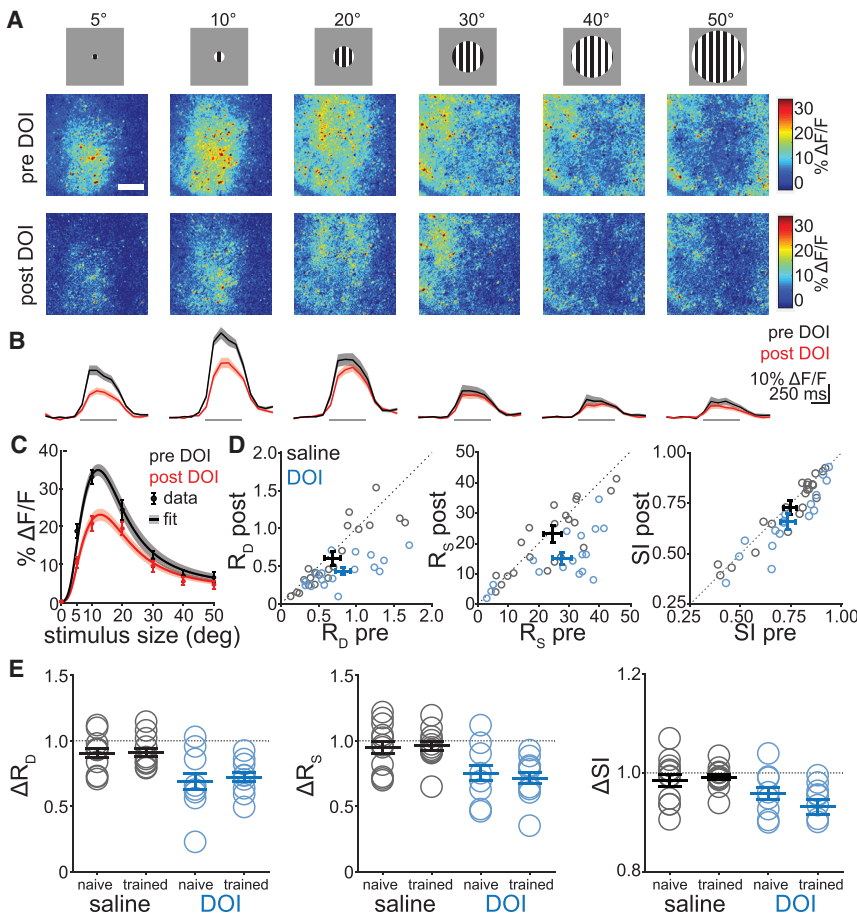 A
5° 10° 20° 30° 40° 50°
pre DOI
30
20
10
0
% ΔF/F
post DOI
30
20
10
0
% ΔF/F
B
pre DOI
post DOI
10% ΔF/F
250 ms
C
pre DOI
post DOI
data
fit
% ΔF/F
40
30
20
10
0
0 5 10 20 30 40 50
stimulus size (deg)
D
saline
DOI
R_D post
2.0
1.5
1.0
0.5
0
0 0.5 1.0 1.5 2.0
R_D pre
R_S post
50
40
30
20
10
0
0 10 20 30 40 50
R_S pre
SI post
1.00
0.75
0.50
0.25
0.25 0.50 0.75 1.00
SI pre
E
ΔR_D
1.5
1.0
0.5
0
naive trained naive trained
saline DOI
ΔR_S
1.5
1.0
0.5
0
naive trained naive trained
saline DOI
ΔSI
1.2
1.0
0.8
naive trained naive trained
saline DOI